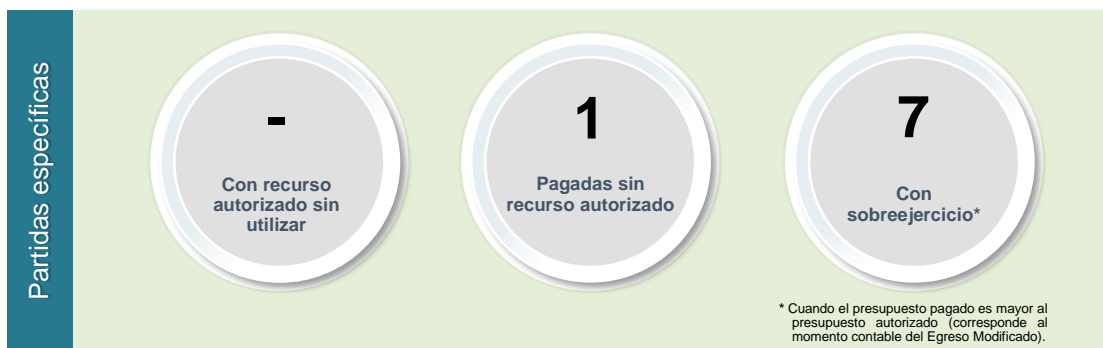 Partidas específicas
-
Con recurso
autorizado sin
utilizar
1
Pagadas sin
recurso autorizado
7
Con
sobreejercicio*
* Cuando el presupuesto pagado es mayor al
presupuesto autorizado (corresponde al
momento contable del Egreso Modificado).